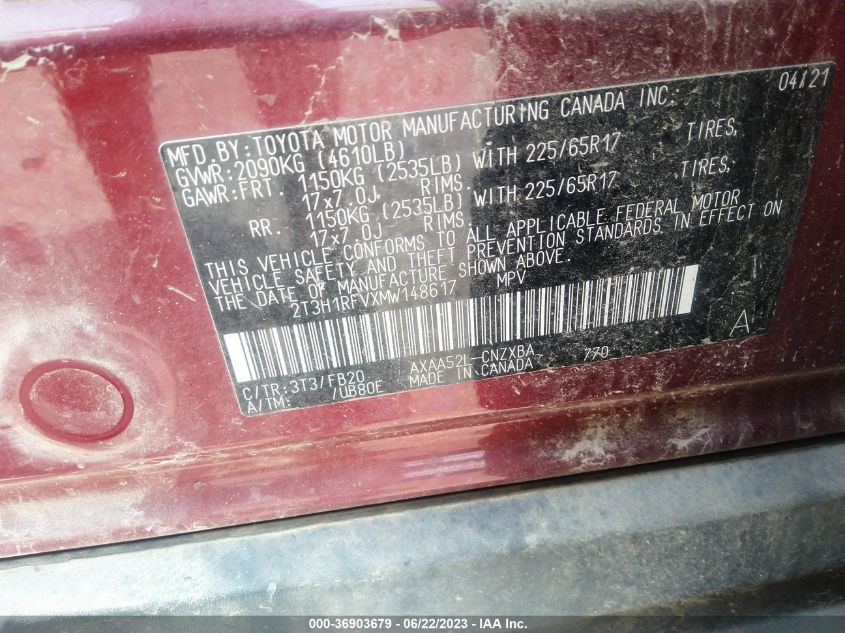 04/21
MFD. BY: TOYOTA MOTOR MANUFACTURING CANADA INC.
GVWR: 2090KG (4610LB)
GAWR: FRT. 1150KG (2535LB) WITH 225/65R17 TIRES,
17x7.0J RIMS.
RR. 1150KG (2535LB) WITH 225/65R17 TIRES,
17x7.0J RIMS.
THIS VEHICLE CONFORMS TO ALL APPLICABLE FEDERAL MOTOR
VEHICLE SAFETY AND THEFT PREVENTION STANDARDS IN EFFECT ON
THE DATE OF MANUFACTURE SHOWN ABOVE.
2T3H1RFVXMW148617 MPV
A
C/TR: 3T3/FB20 AXAA52L-CNZXBA 770
A/TM: /UB80E MADE IN CANADA
000-36903679 - 06/22/2023 - IAA Inc.